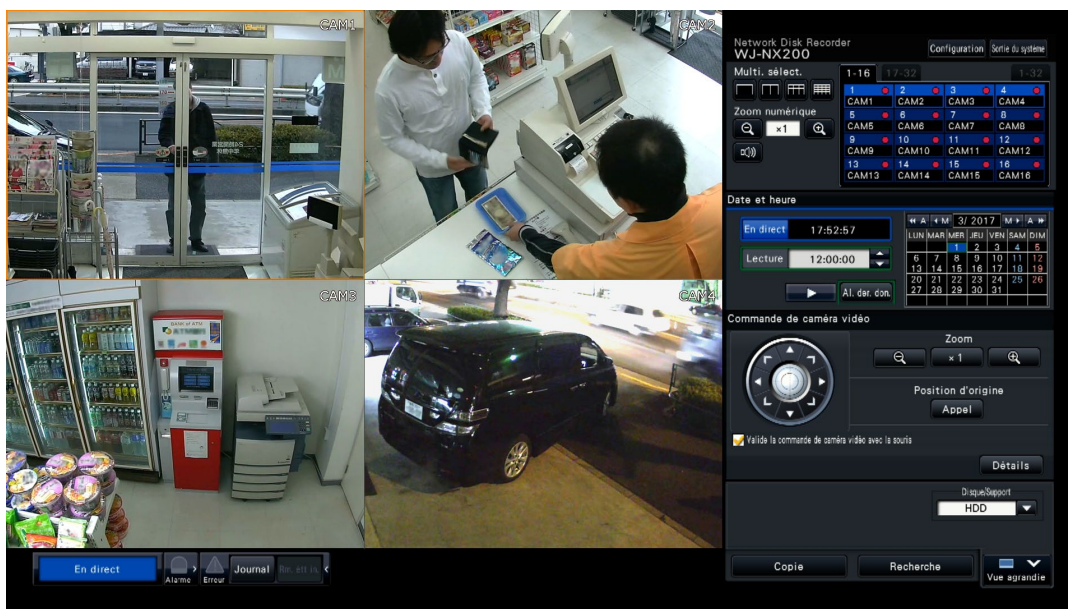 CAM1
CAM2
CAM3
BANK of ATM
CAM4
Network Disk Recorder
WJ-NX200
Configuration
Sortie du système
Multi. sélect.
1-16 17-32 1-32
1 2 3 4
CAM1 CAM2 CAM3 CAM4
5 6 7 8
CAM5 CAM6 CAM7 CAM8
9 10 11 12
CAM9 CAM10 CAM11 CAM12
13 14 15 16
CAM13 CAM14 CAM15 CAM16
Zoom numérique
×1
Date et heure
En direct 17:52:57
Lecture 12:00:00
Al. der. don.
A M 3/ 2017 M A
LUN MAR MER JEU VEN SAM DIM
1 2 3 4 5
6 7 8 9 10 11 12
13 14 15 16 17 18 19
20 21 22 23 24 25 26
27 28 29 30 31
Commande de caméra vidéo
Zoom
×1
Position d'origine
Appel
Valide la commande de caméra vidéo avec la souris
Détails
Disque/Support
HDD
Copie
Recherche
Vue agrandie
En direct
Alarme
Erreur
Journal